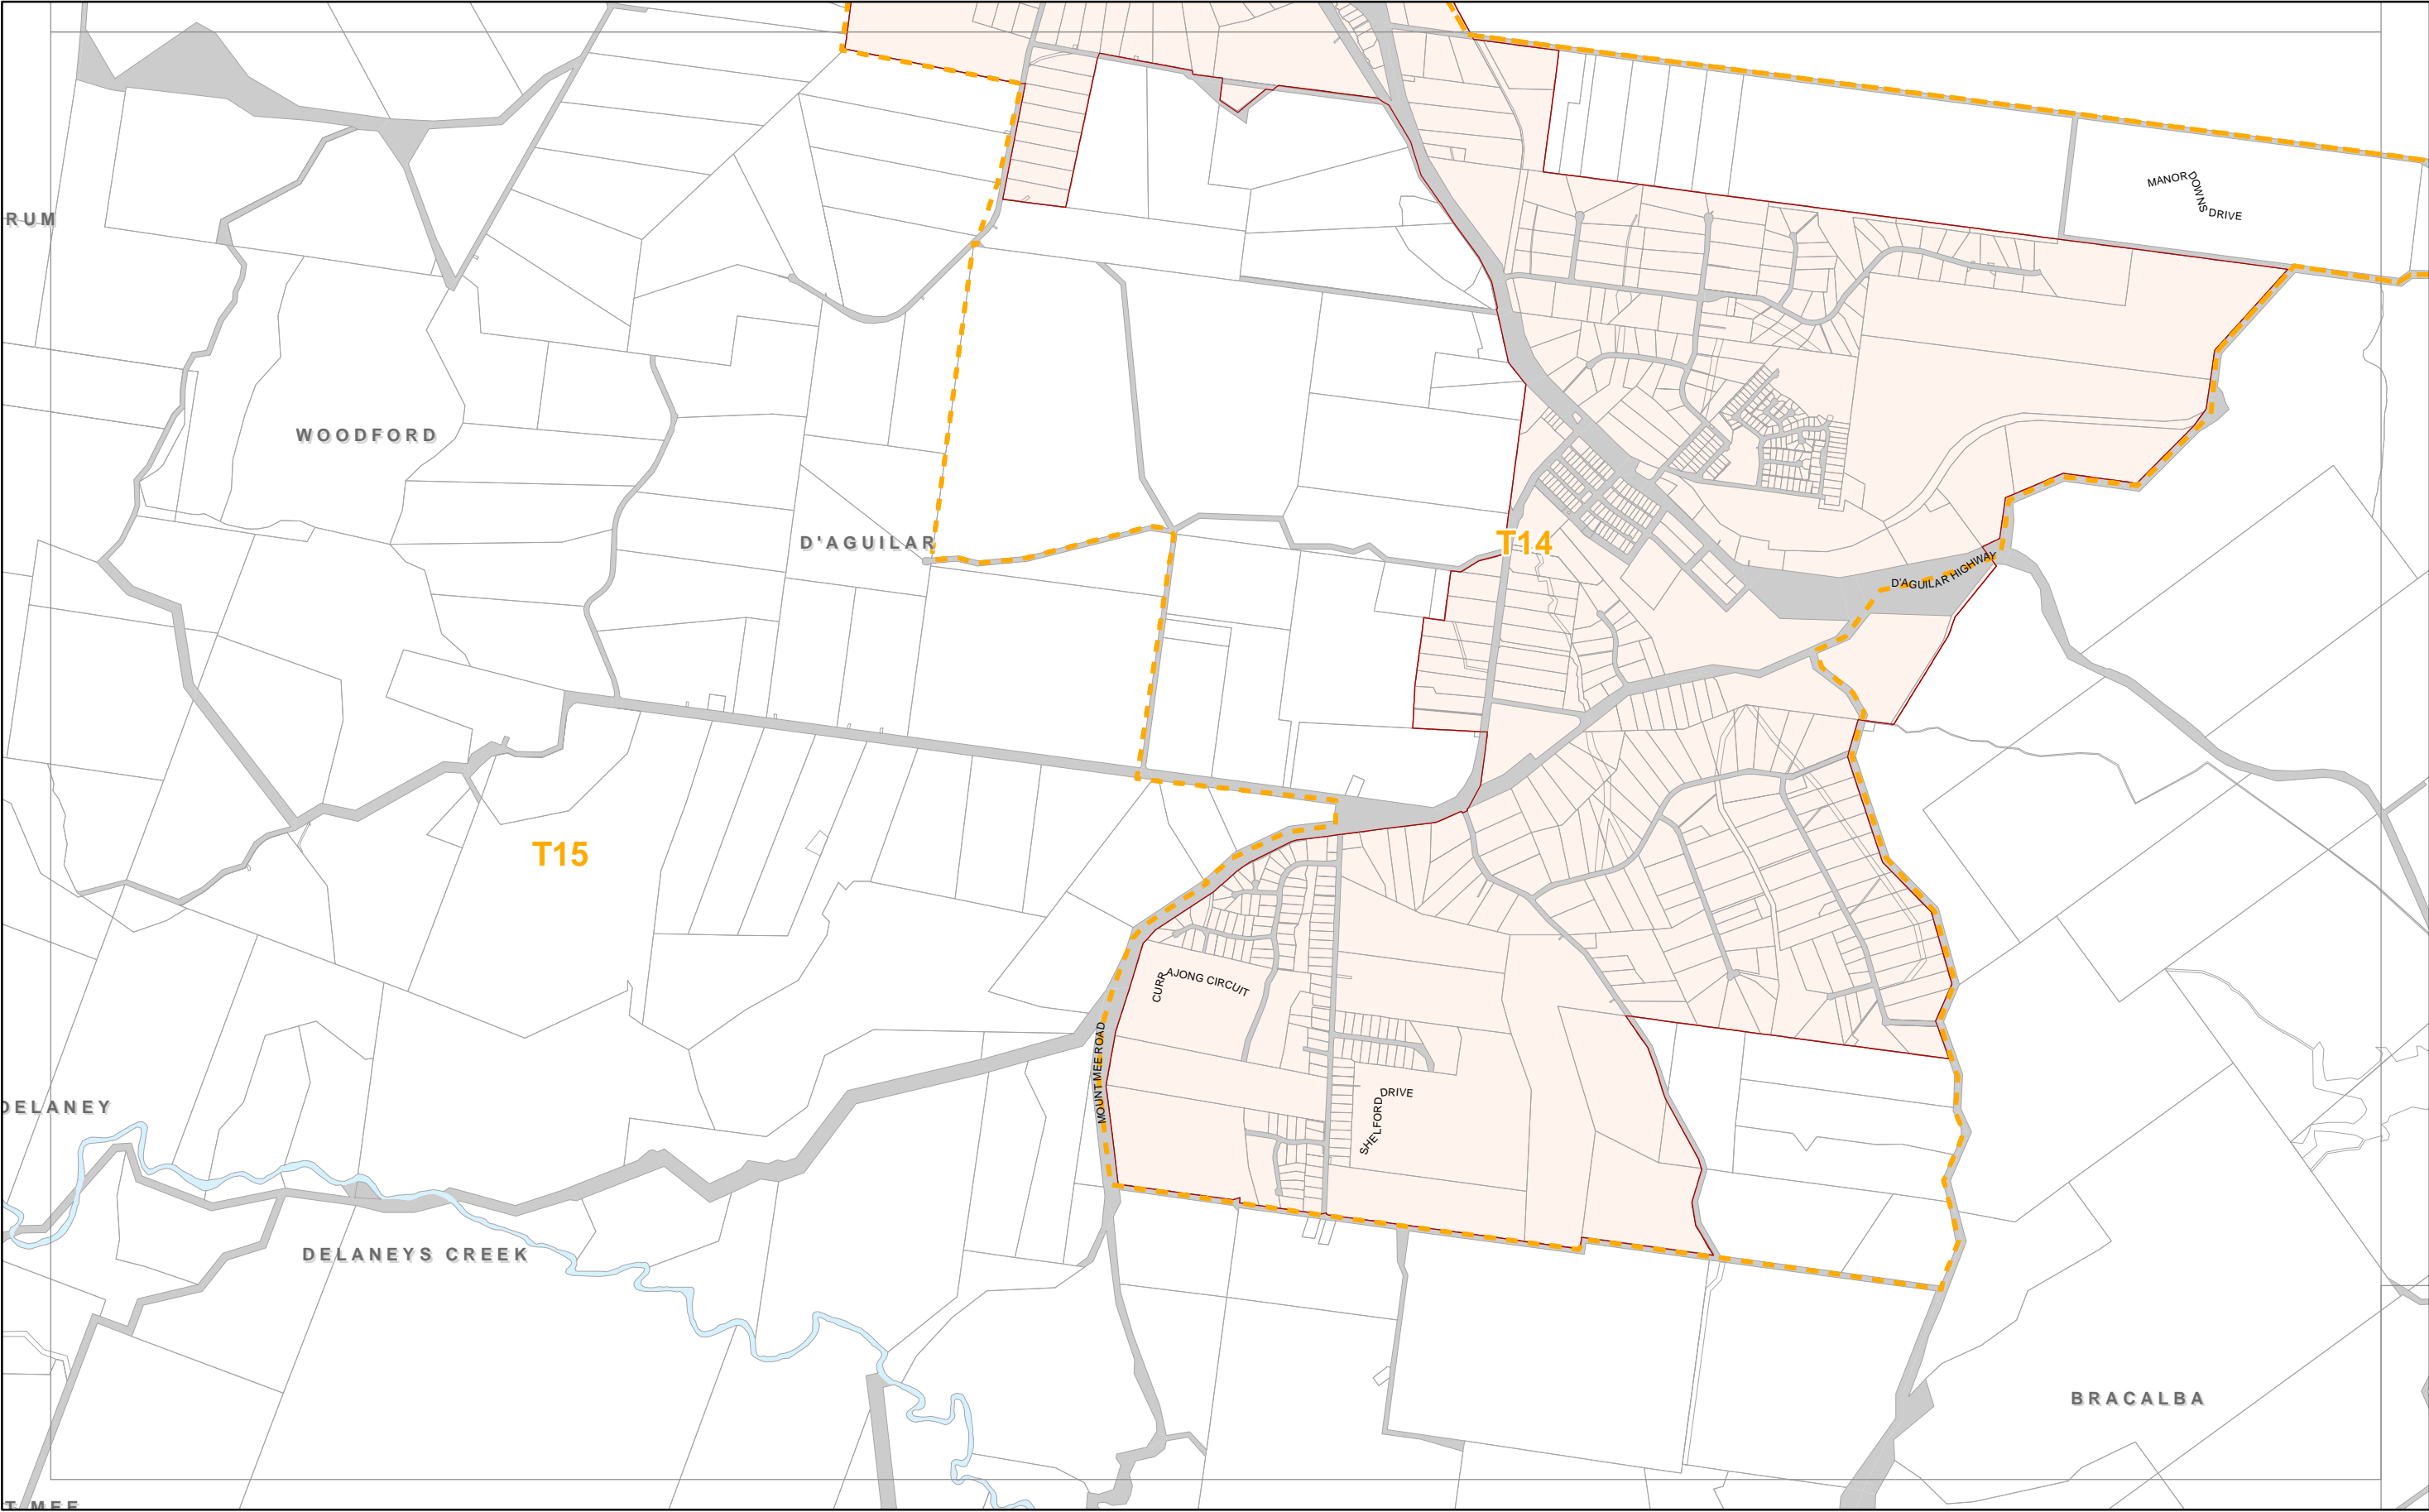 MANOR DOWNS DRIVE
RUM
WOODFORD
D'AGUILAR
T14
D'AGUILAR HIGHWAY
T15
CURRAJONG CIRCUIT
MOUNT MEE ROAD
SHELFORD DRIVE
DELANEY
DELANEYS CREEK
BRACALBA
T MEE